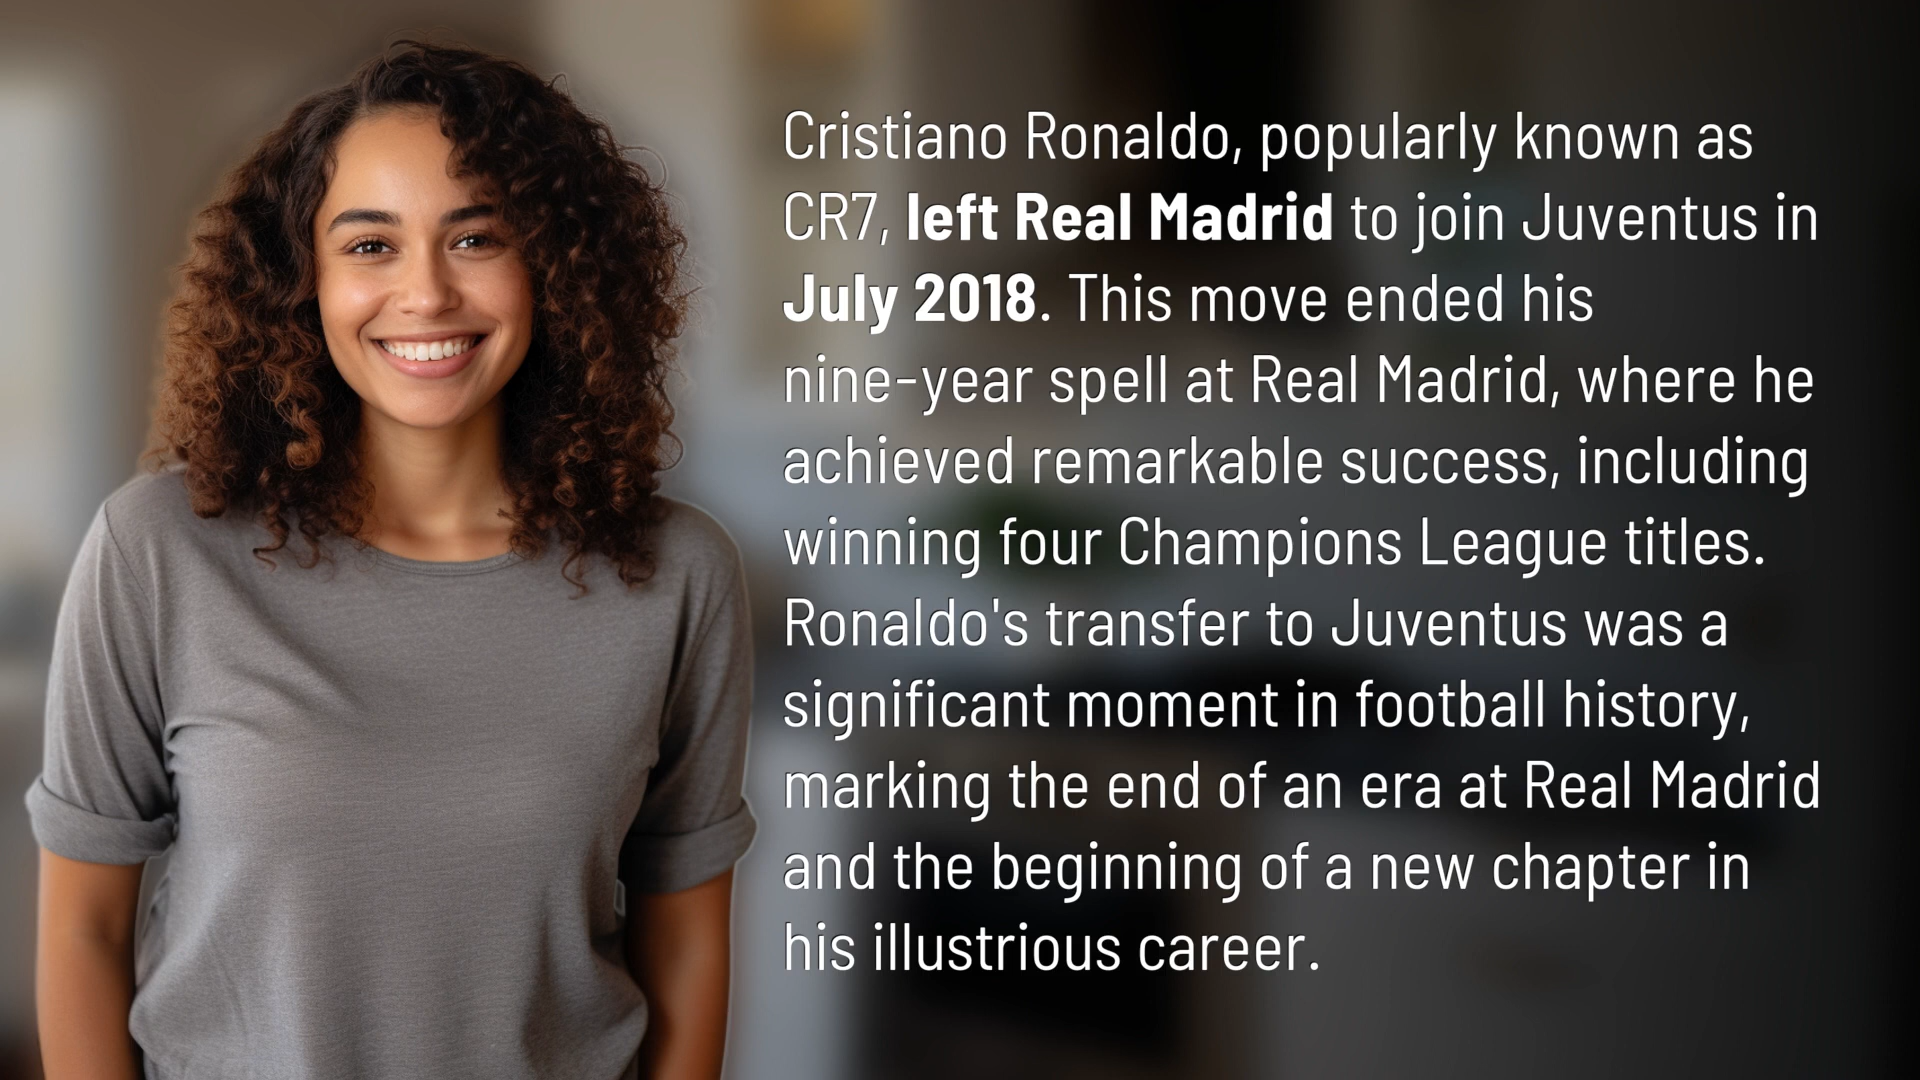 Cristiano Ronaldo, popularly known as
CR7, left Real Madrid to join Juventus in
July 2018. This move ended his
nine-year spell at Real Madrid, where he
achieved remarkable success, including
winning four Champions League titles.
Ronaldo's transfer to Juventus was a
significant moment in football history,
marking the end of an era at Real Madrid
and the beginning of a new chapter in
his illustrious career.